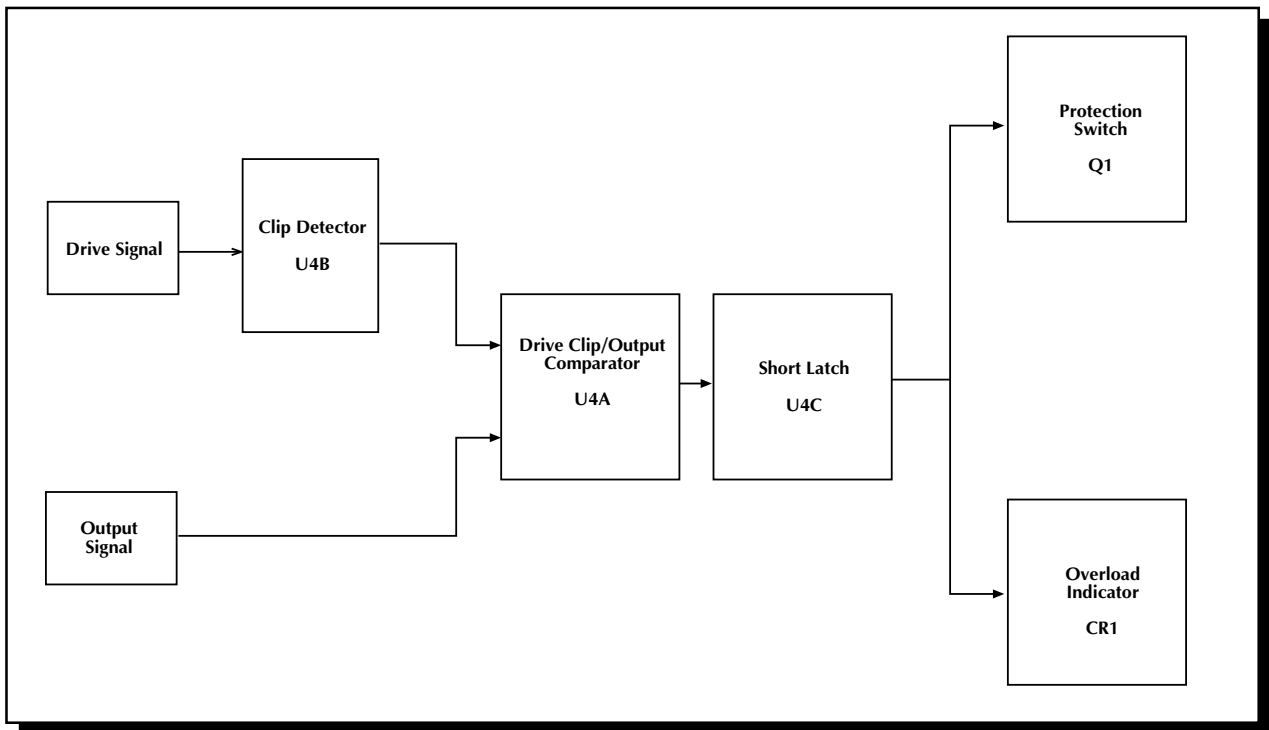 Drive Signal
Clip Detector
U4B
Output
Signal
Drive Clip/Output
Comparator
U4A
Short Latch
U4C
Protection
Switch
Q1
Overload
Indicator
CR1